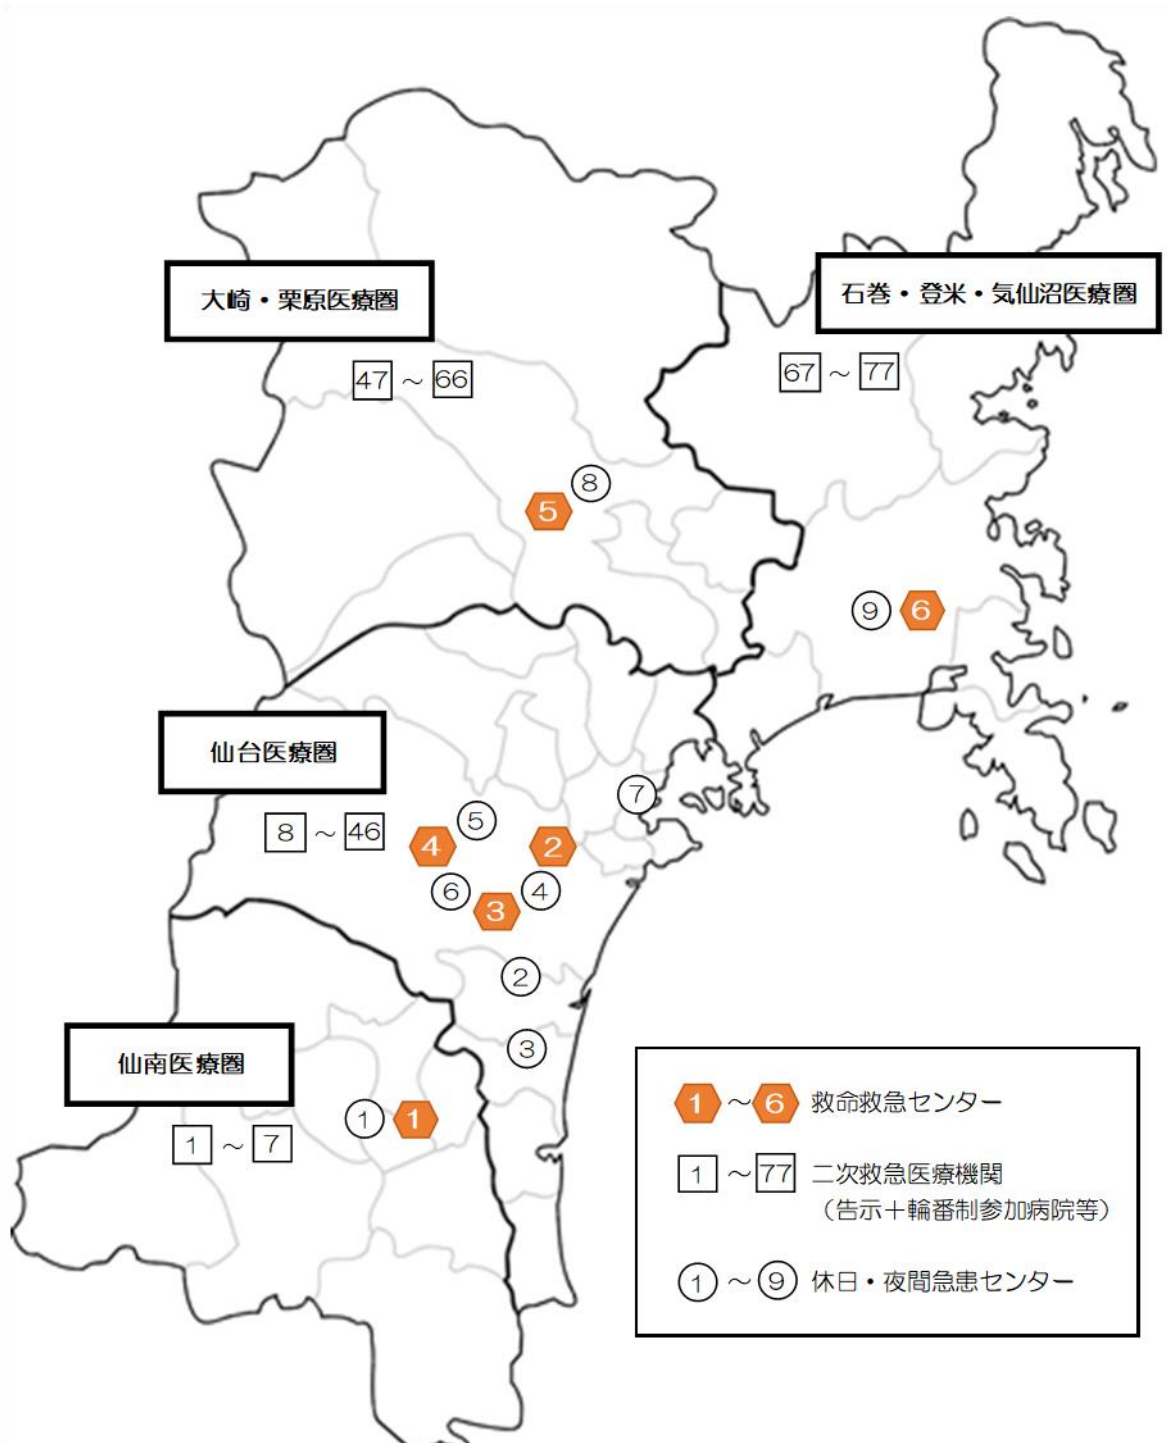 大崎・栗原医療圏
石巻・登米・気仙沼医療圏
47 ～ 66
67 ～ 77
8
5
9
6
仙台医療圏
7
8 ～ 46
5
4
2
6
4
3
2
3
仙南医療圏
1
1
1 ～ 7
1 ～ 6 救命救急センター
1 ～ 77 二次救急医療機関
（告示＋輪番制参加病院等）
1 ～ 9 休日・夜間急患センター